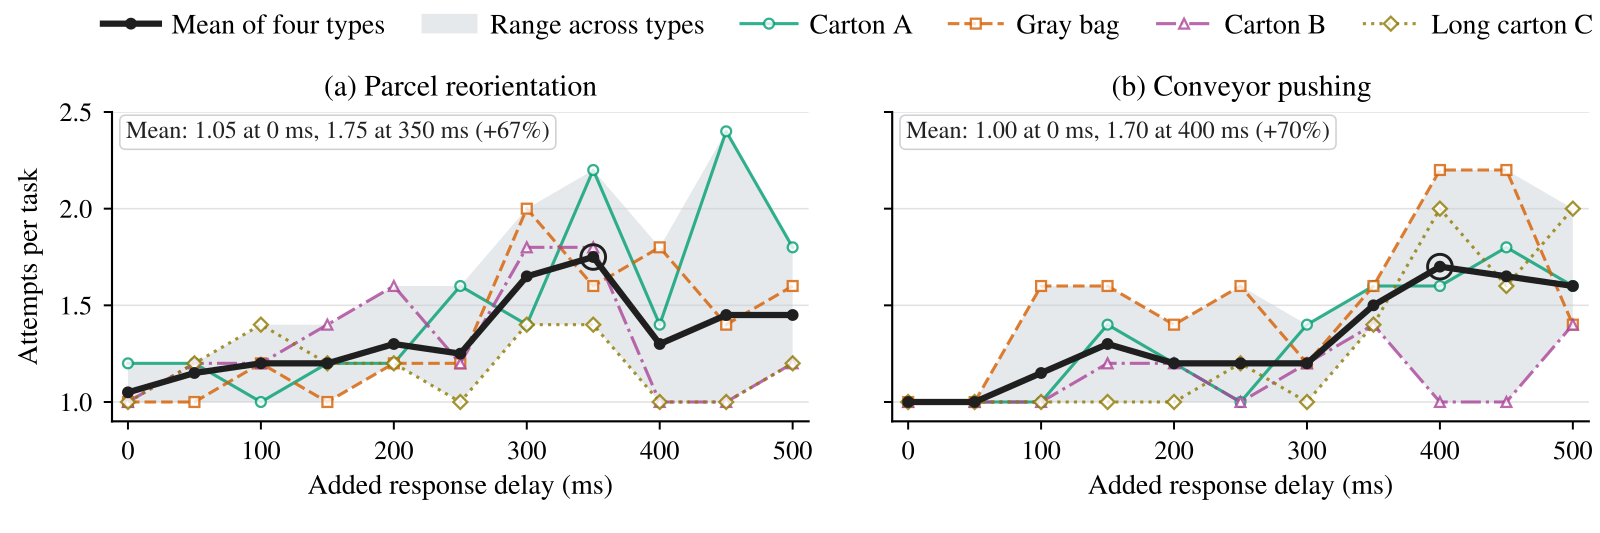 Mean of four types Range across types Carton A Gray bag Carton B Long carton C
(a) Parcel reorientation
Mean: 1.05 at 0 ms, 1.75 at 350 ms (+67%)
Attempts per task
2.5
2.0
1.5
1.0
0 100 200 300 400 500
Added response delay (ms)
(b) Conveyor pushing
Mean: 1.00 at 0 ms, 1.70 at 400 ms (+70%)
0 100 200 300 400 500
Added response delay (ms)